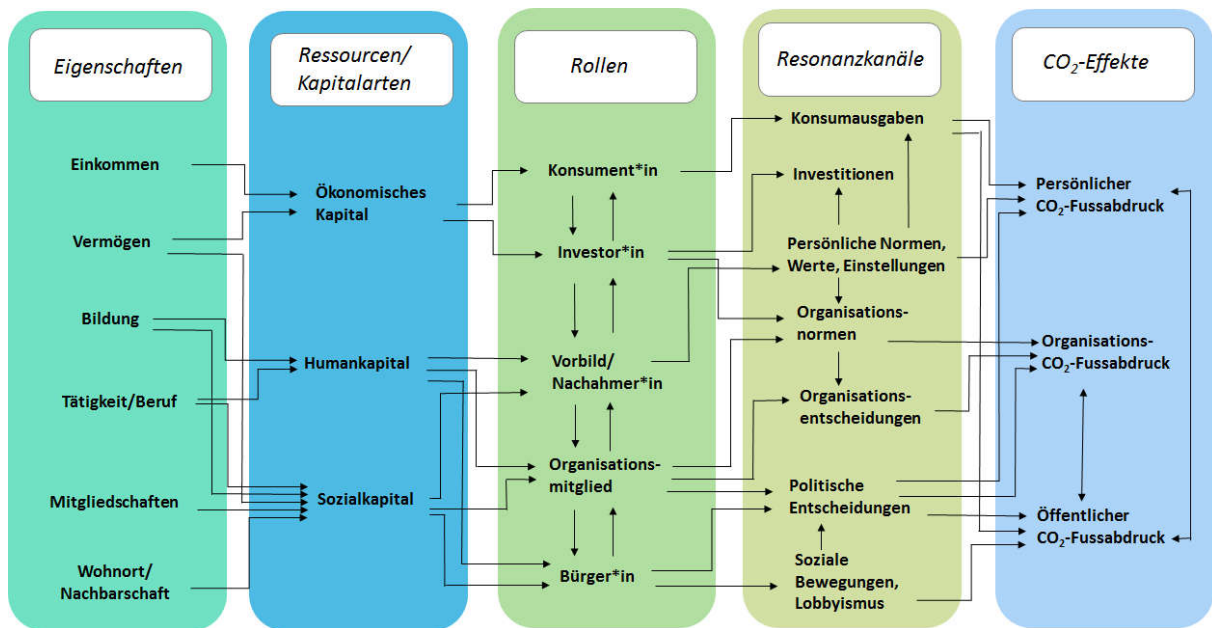 Eigenschaften
Ressourcen/
Kapitalarten
Rollen
Resonanzkanäle
CO₂-Effekte
Einkommen
Vermögen
Bildung
Tätigkeit/Beruf
Mitgliedschaften
Wohnort/
Nachbarschaft
Ökonomisches
Kapital
Humankapital
Sozialkapital
Konsument*in
Investor*in
Vorbild/
Nachahmer*in
Organisations-
mitglied
Bürger*in
Konsumausgaben
Investitionen
Persönliche Normen,
Werte, Einstellungen
Organisations-
normen
Organisations-
entscheidungen
Politische
Entscheidungen
Soziale
Bewegungen,
Lobbyismus
Persönlicher
CO₂-Fussabdruck
Organisations-
CO₂-Fussabdruck
Öffentlicher
CO₂-Fussabdruck